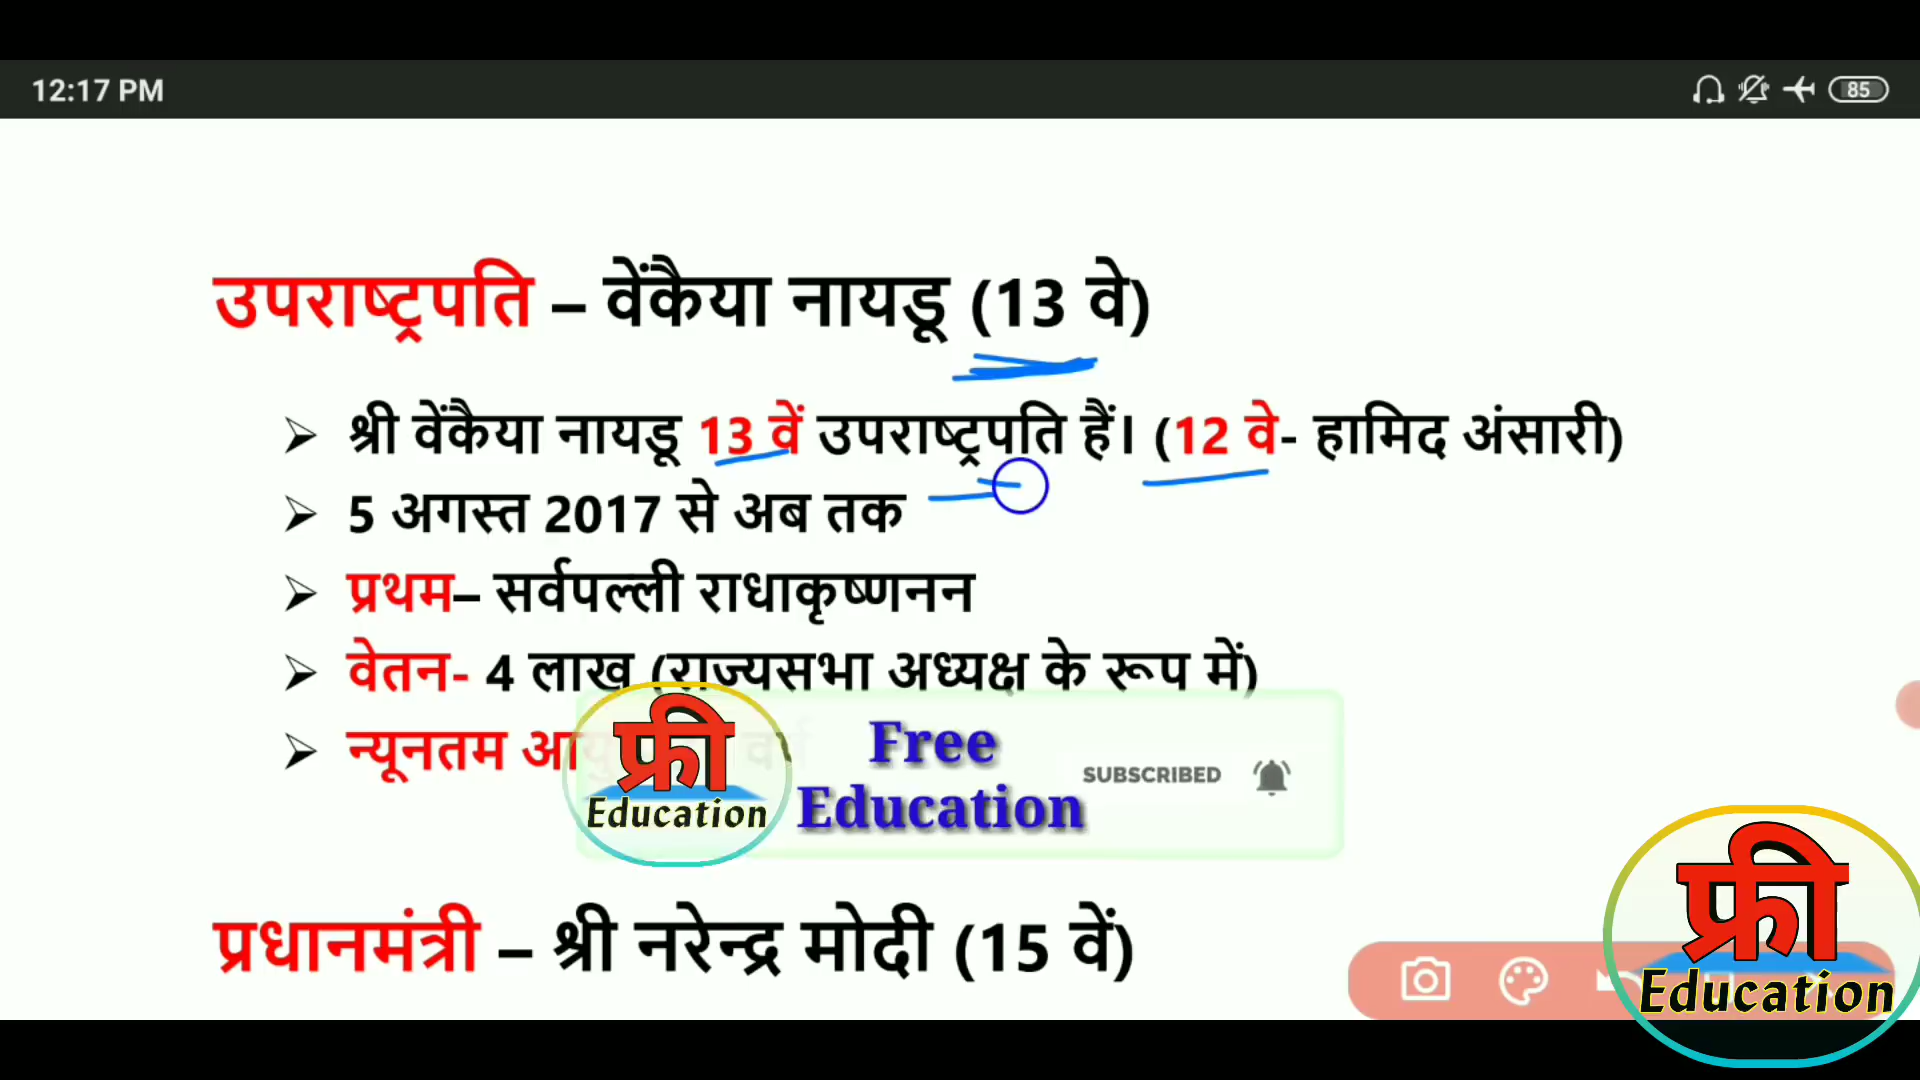 12:17 PM
85
उपराष्ट्रपति – वेंकैया नायडू (13 वे)
➢ श्री वेंकैया नायडू 13 वें उपराष्ट्रपति हैं। (12 वे- हामिद अंसारी)
➢ 5 अगस्त 2017 से अब तक
➢ प्रथम– सर्वपल्ली राधाकृष्णनन
➢ वेतन- 4 लाख (राज्यसभा अध्यक्ष के रूप में)
➢ न्यूनतम आयु
फ्री
Education
Free
Education
SUBSCRIBED
प्रधानमंत्री – श्री नरेन्द्र मोदी (15 वें)
फ्री
Education